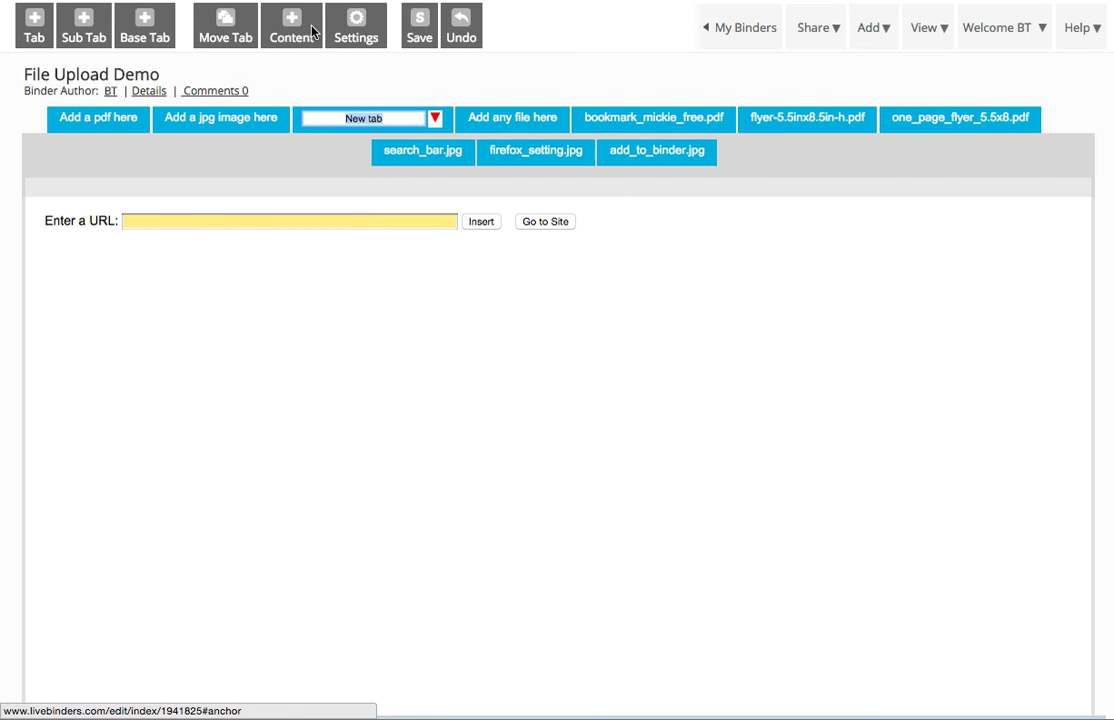 Tab Sub Tab Base Tab Move Tab Content Settings Save Undo My Binders Share ▼ Add ▼ View ▼ Welcome BT ▼ Help ▼
File Upload Demo
Binder Author: BT | Details | Comments 0
Add a pdf here Add a jpg image here New tab Add any file here bookmark_mickie_free.pdf flyer-5.5inx8.5in-h.pdf one_page_flyer_5.5x8.pdf
search_bar.jpg firefox_setting.jpg add_to_binder.jpg
Enter a URL: Insert Go to Site
www.livebinders.com/edit/index/1941825#anchor